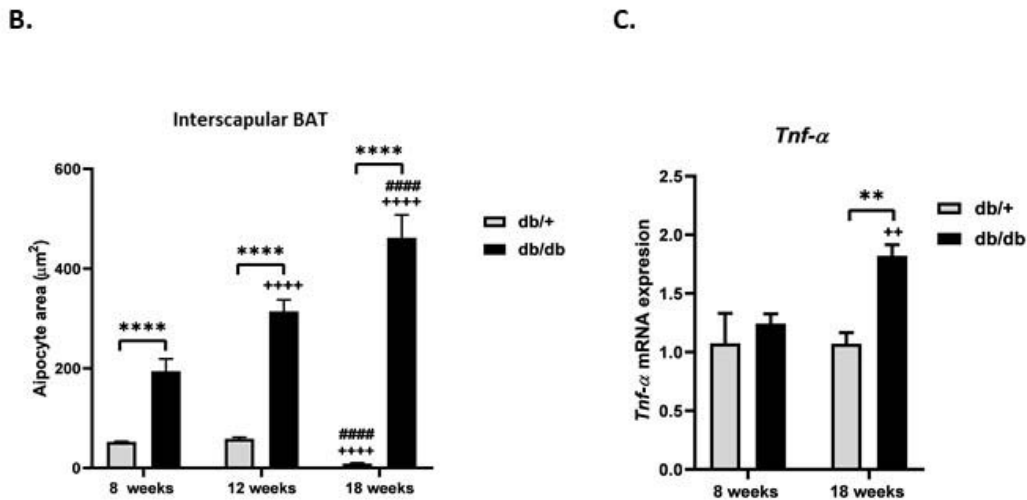 B.
Interscapular BAT
Aipocyte area (µm²)
600
400
200
0
****
****
++++
****
####
++++
####
++++
8 weeks
12 weeks
18 weeks
db/+
db/db
C.
Tnf-α
Tnf-α mRNA expresion
2.5
2.0
1.5
1.0
0.5
0.0
**
++
8 weeks
18 weeks
db/+
db/db